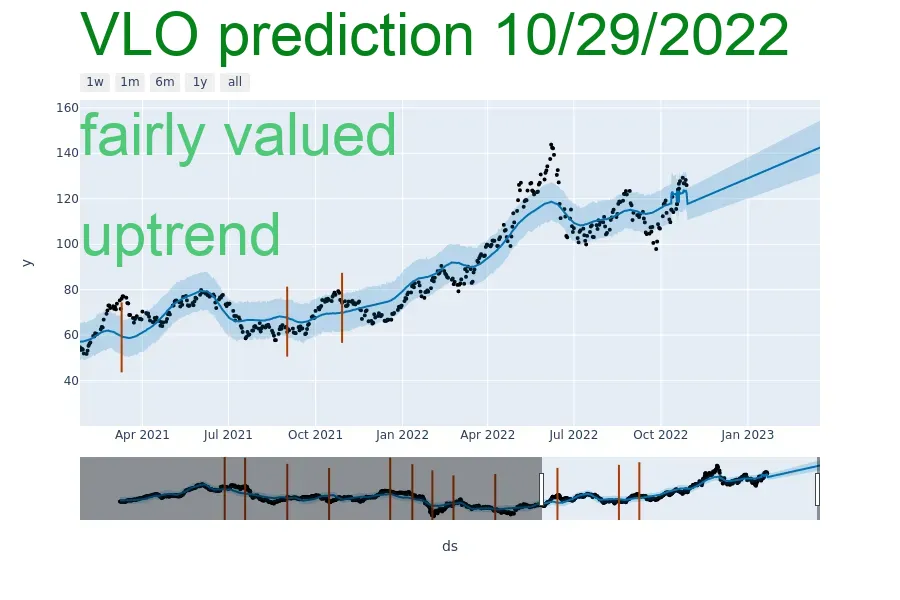 VLO prediction 10/29/2022
1w 1m 6m 1y all
160
fairly valued
140
120
uptrend
100
y
80
60
40
Apr 2021 Jul 2021 Oct 2021 Jan 2022 Apr 2022 Jul 2022 Oct 2022 Jan 2023
ds